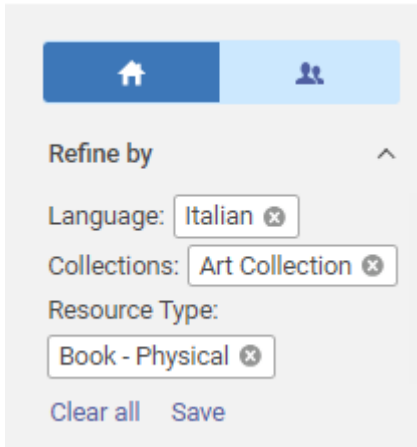 Refine by
Language: Italian
Collections: Art Collection
Resource Type:
Book - Physical
Clear all Save